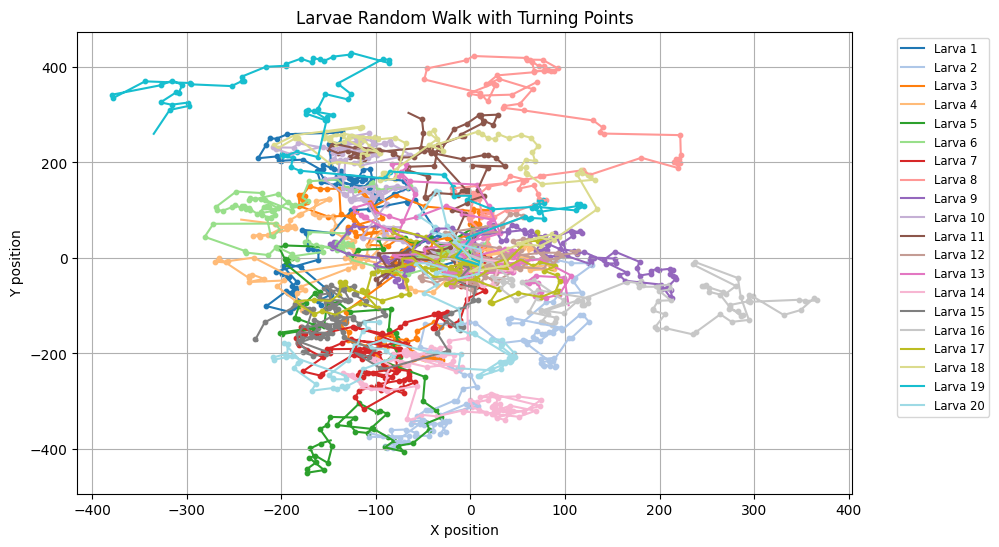 Larvae Random Walk with Turning Points
Y position
400
200
0
−200
−400
−400 −300 −200 −100 0 100 200 300 400
X position
Larva 1
Larva 2
Larva 3
Larva 4
Larva 5
Larva 6
Larva 7
Larva 8
Larva 9
Larva 10
Larva 11
Larva 12
Larva 13
Larva 14
Larva 15
Larva 16
Larva 17
Larva 18
Larva 19
Larva 20